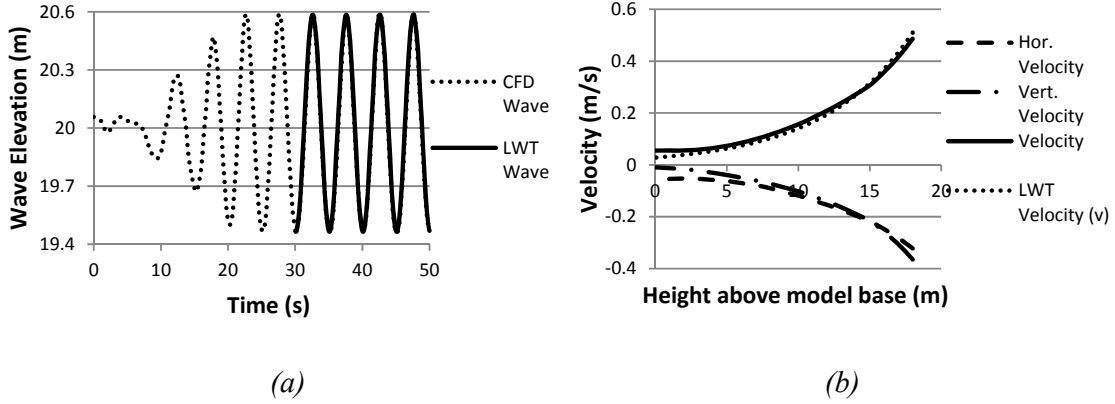 20.6
20.3
20
19.7
19.4
Wave Elevation (m)
0 10 20 30 40 50
Time (s)
CFD
Wave
LWT
Wave
(a)
0.6
0.4
0.2
0
-0.2
-0.4
Velocity (m/s)
0 5 10 15 20
Height above model base (m)
Hor.
Velocity
Vert.
Velocity
Velocity
LWT
Velocity (v)
(b)